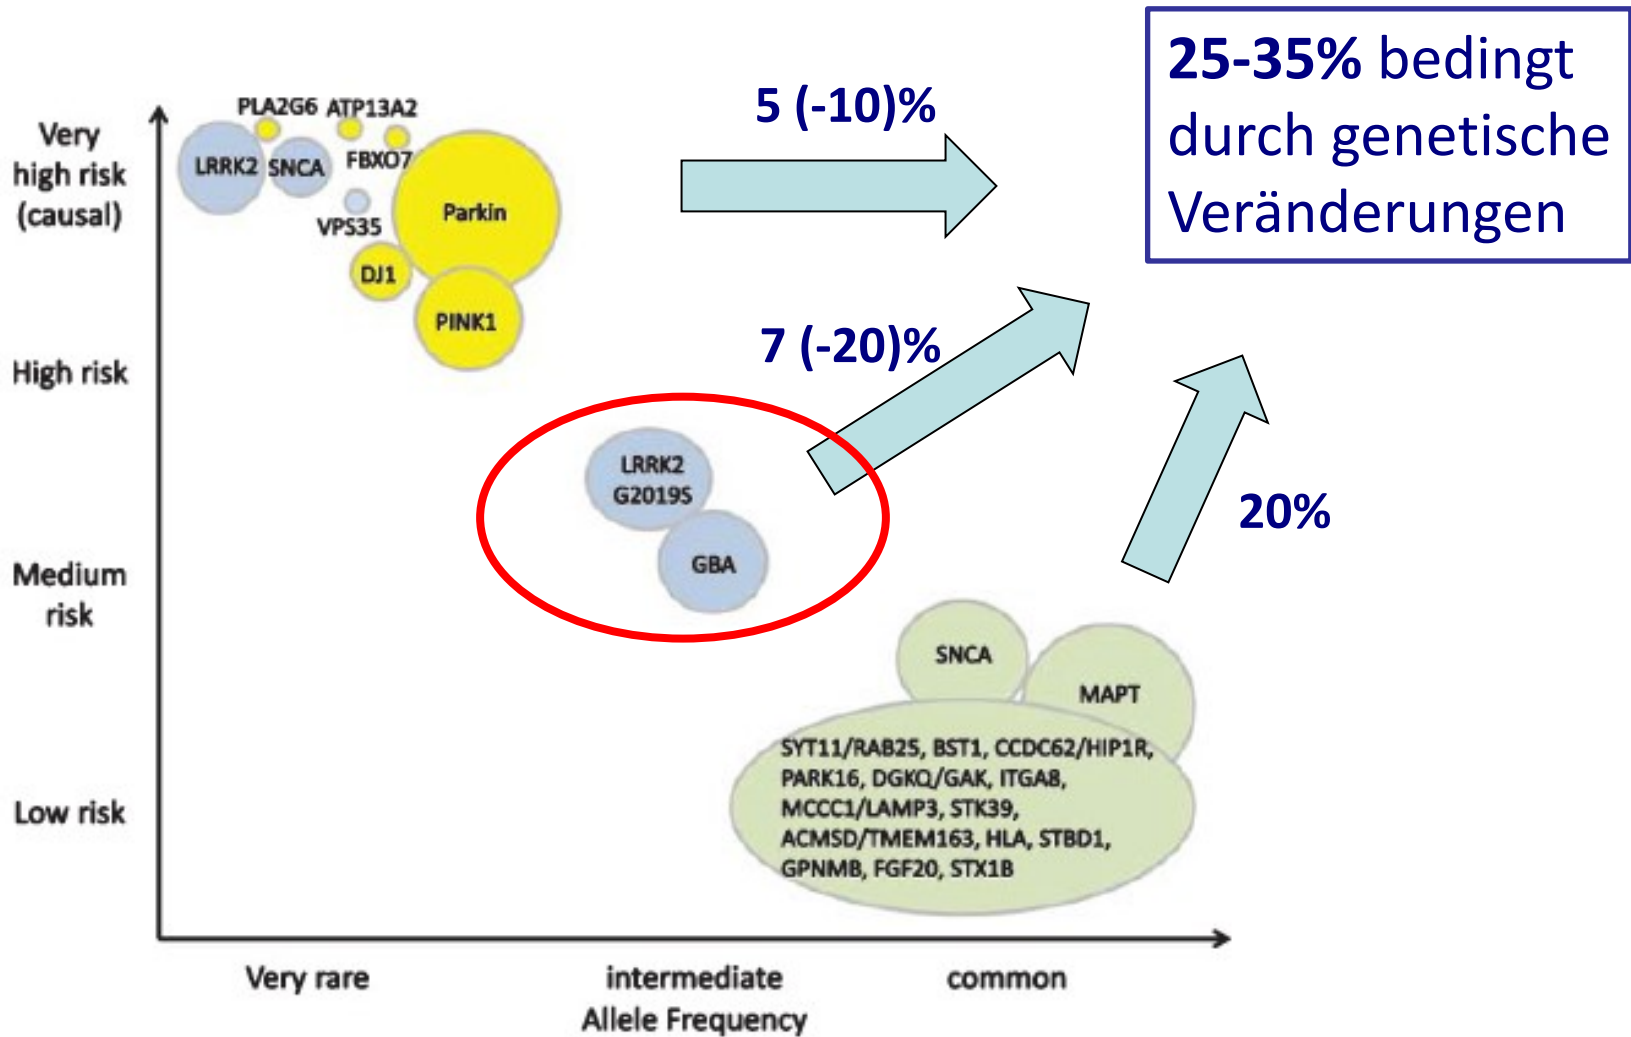 25-35% bedingt
durch genetische
Veränderungen
5 (-10)%
7 (-20)%
20%
Very
high risk
(causal)
High risk
Medium
risk
Low risk
PLA2G6
ATP13A2
LRRK2
SNCA
FBXO7
VPS35
Parkin
DJ1
PINK1
LRRK2
G2019S
GBA
SNCA
MAPT
SYT11/RAB25, BST1, CCDC62/HIP1R,
PARK16, DGKQ/GAK, ITGA8,
MCCC1/LAMP3, STK39,
ACMSD/TMEM163, HLA, STBD1,
GPNMB, FGF20, STX1B
Very rare
intermediate
common
Allele Frequency